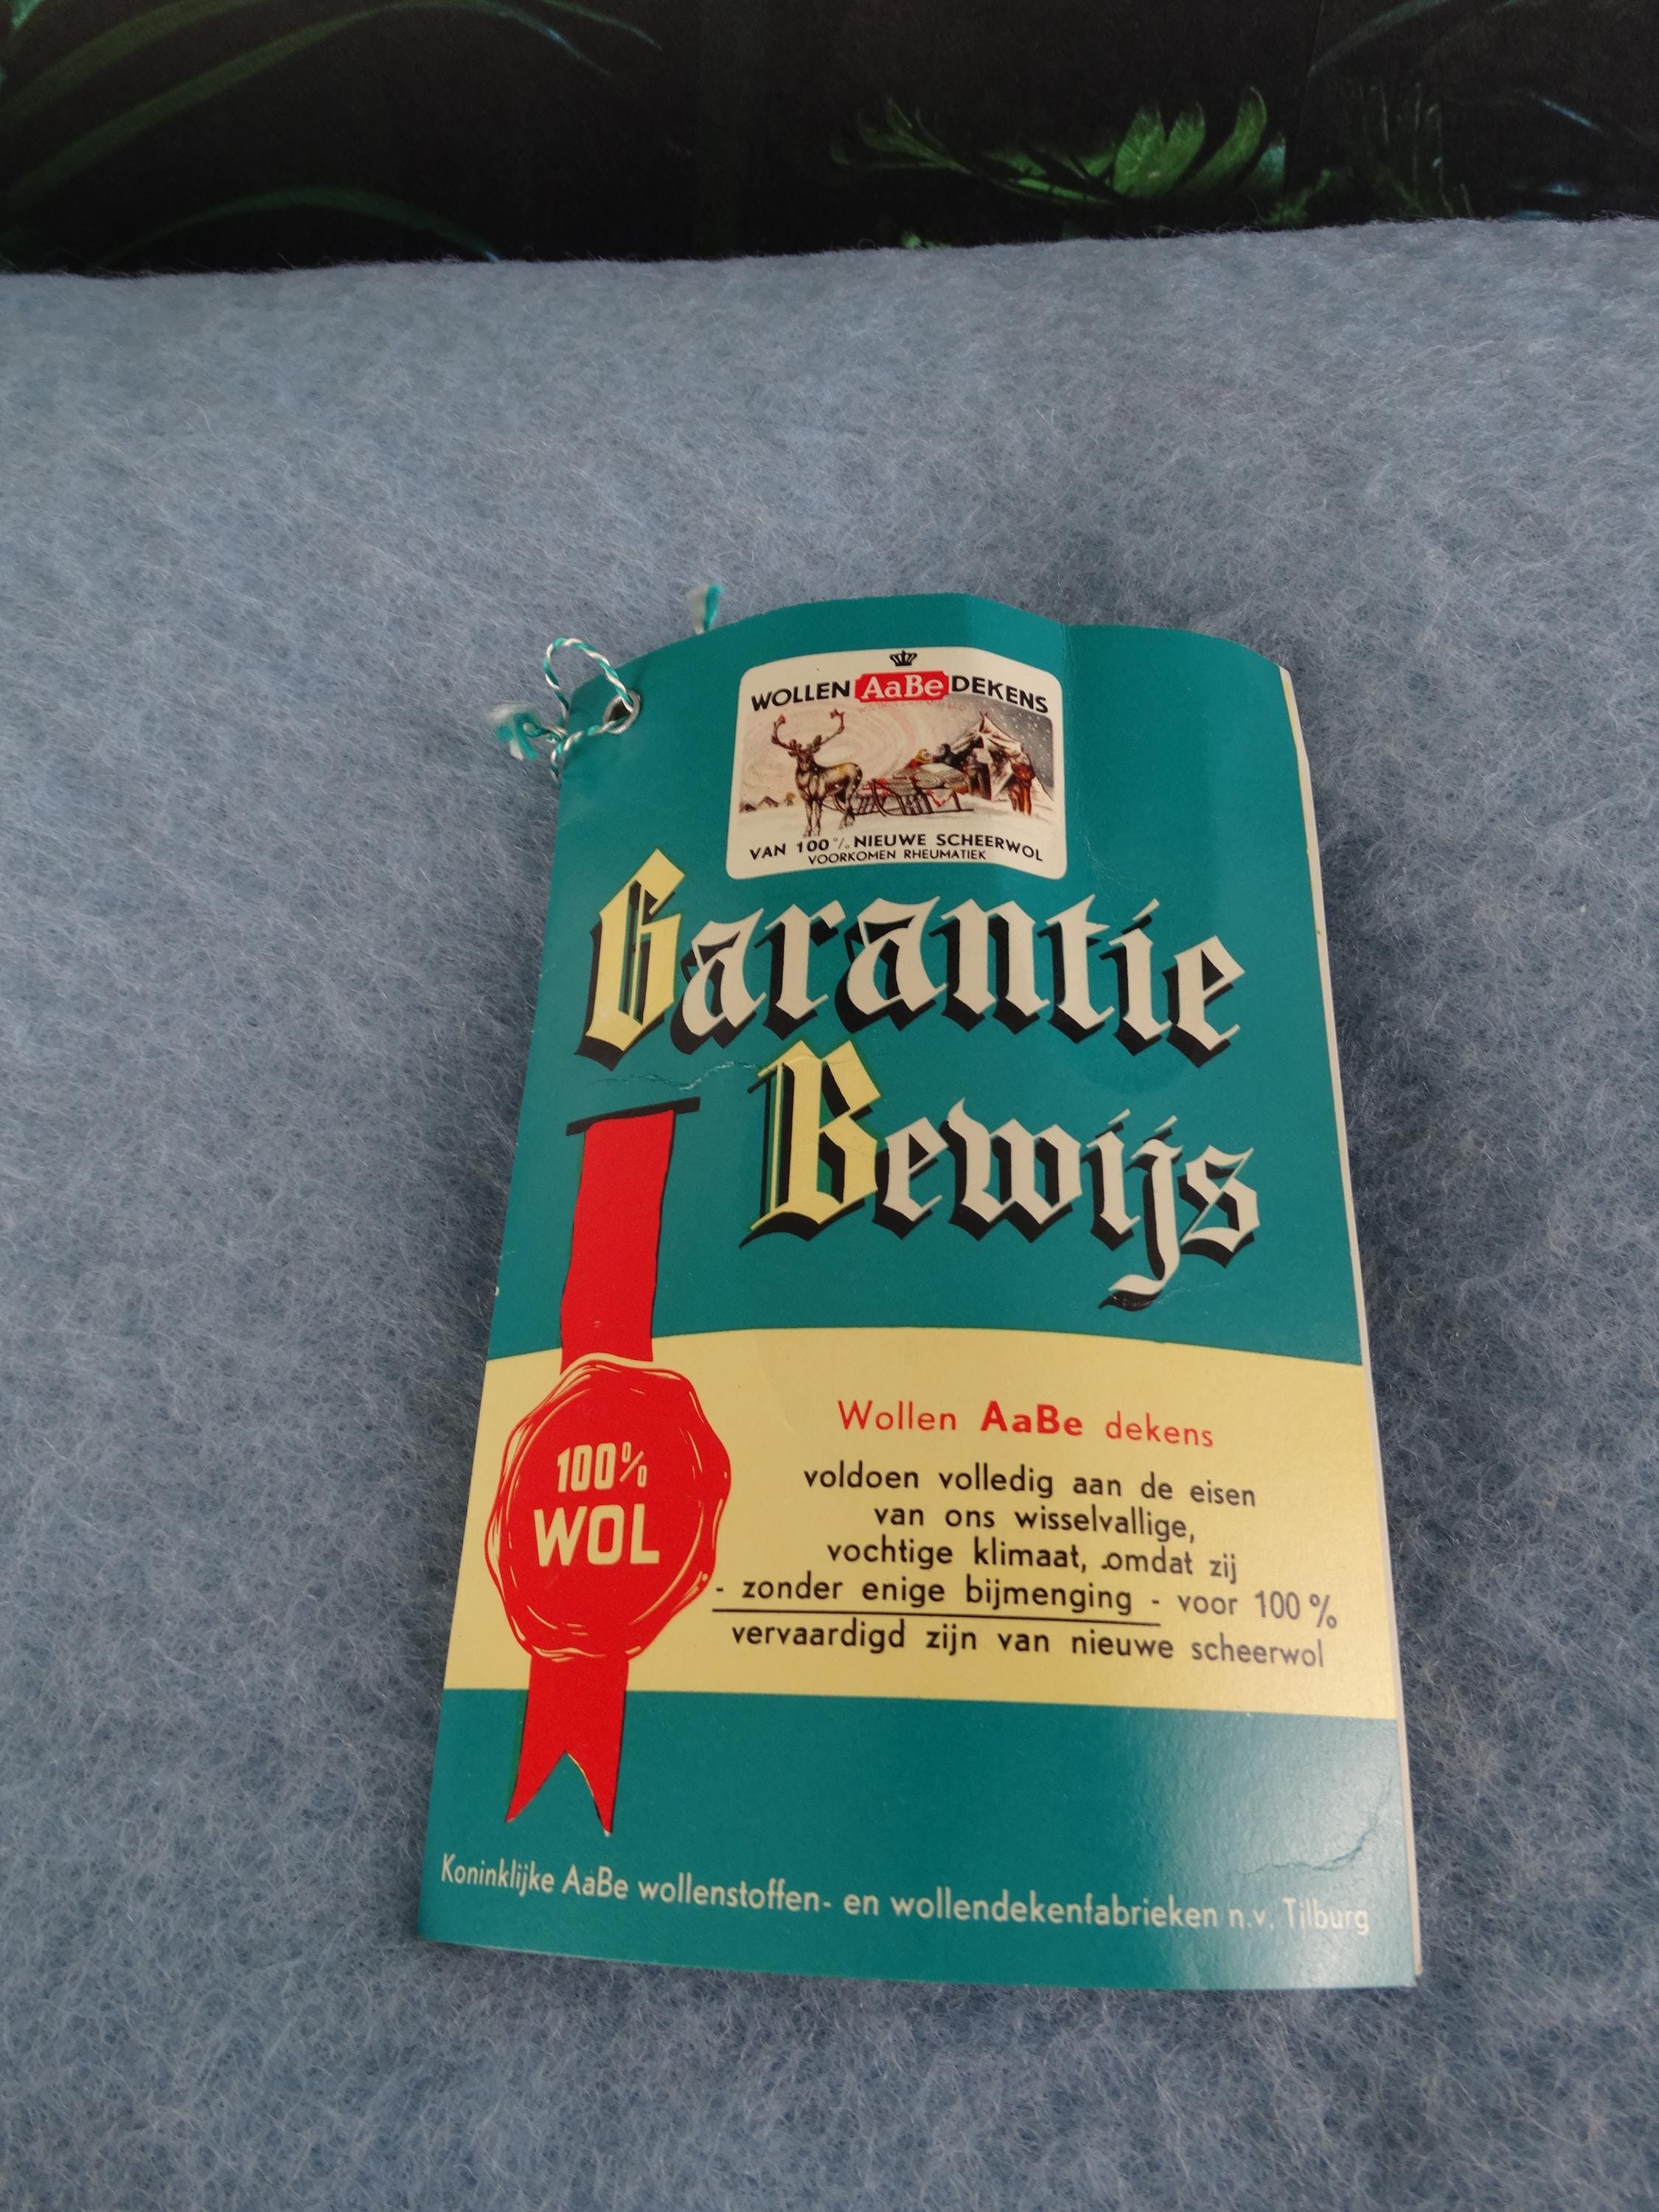 WOLLEN AaBe DEKENS
VAN 100% NIEUWE SCHEERWOL
VOORKOMEN RHEUMATIEK
Garantie
Bewijs
100%
WOL
Wollen AaBe dekens
voldoen volledig aan de eisen
van ons wisselvallige,
vochtige klimaat, omdat zij
- zonder enige bijmenging - voor 100%
vervaardigd zijn van nieuwe scheerwol
Koninklijke AaBe wollenstoffen- en wollendekenfabrieken n.v. Tilburg